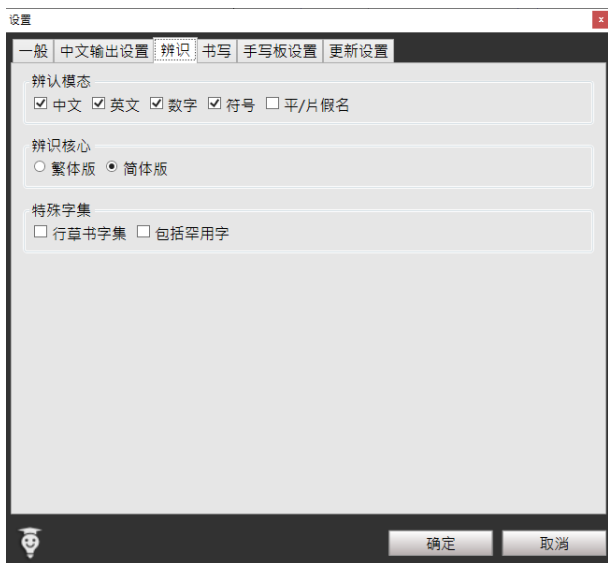 设置
一般 中文输出设置 辨识 书写 手写板设置 更新设置
辨认模态
中文 英文 数字 符号 平/片假名
辨识核心
繁体版 简体版
特殊字集
行草书字集 包括罕用字
确定 取消